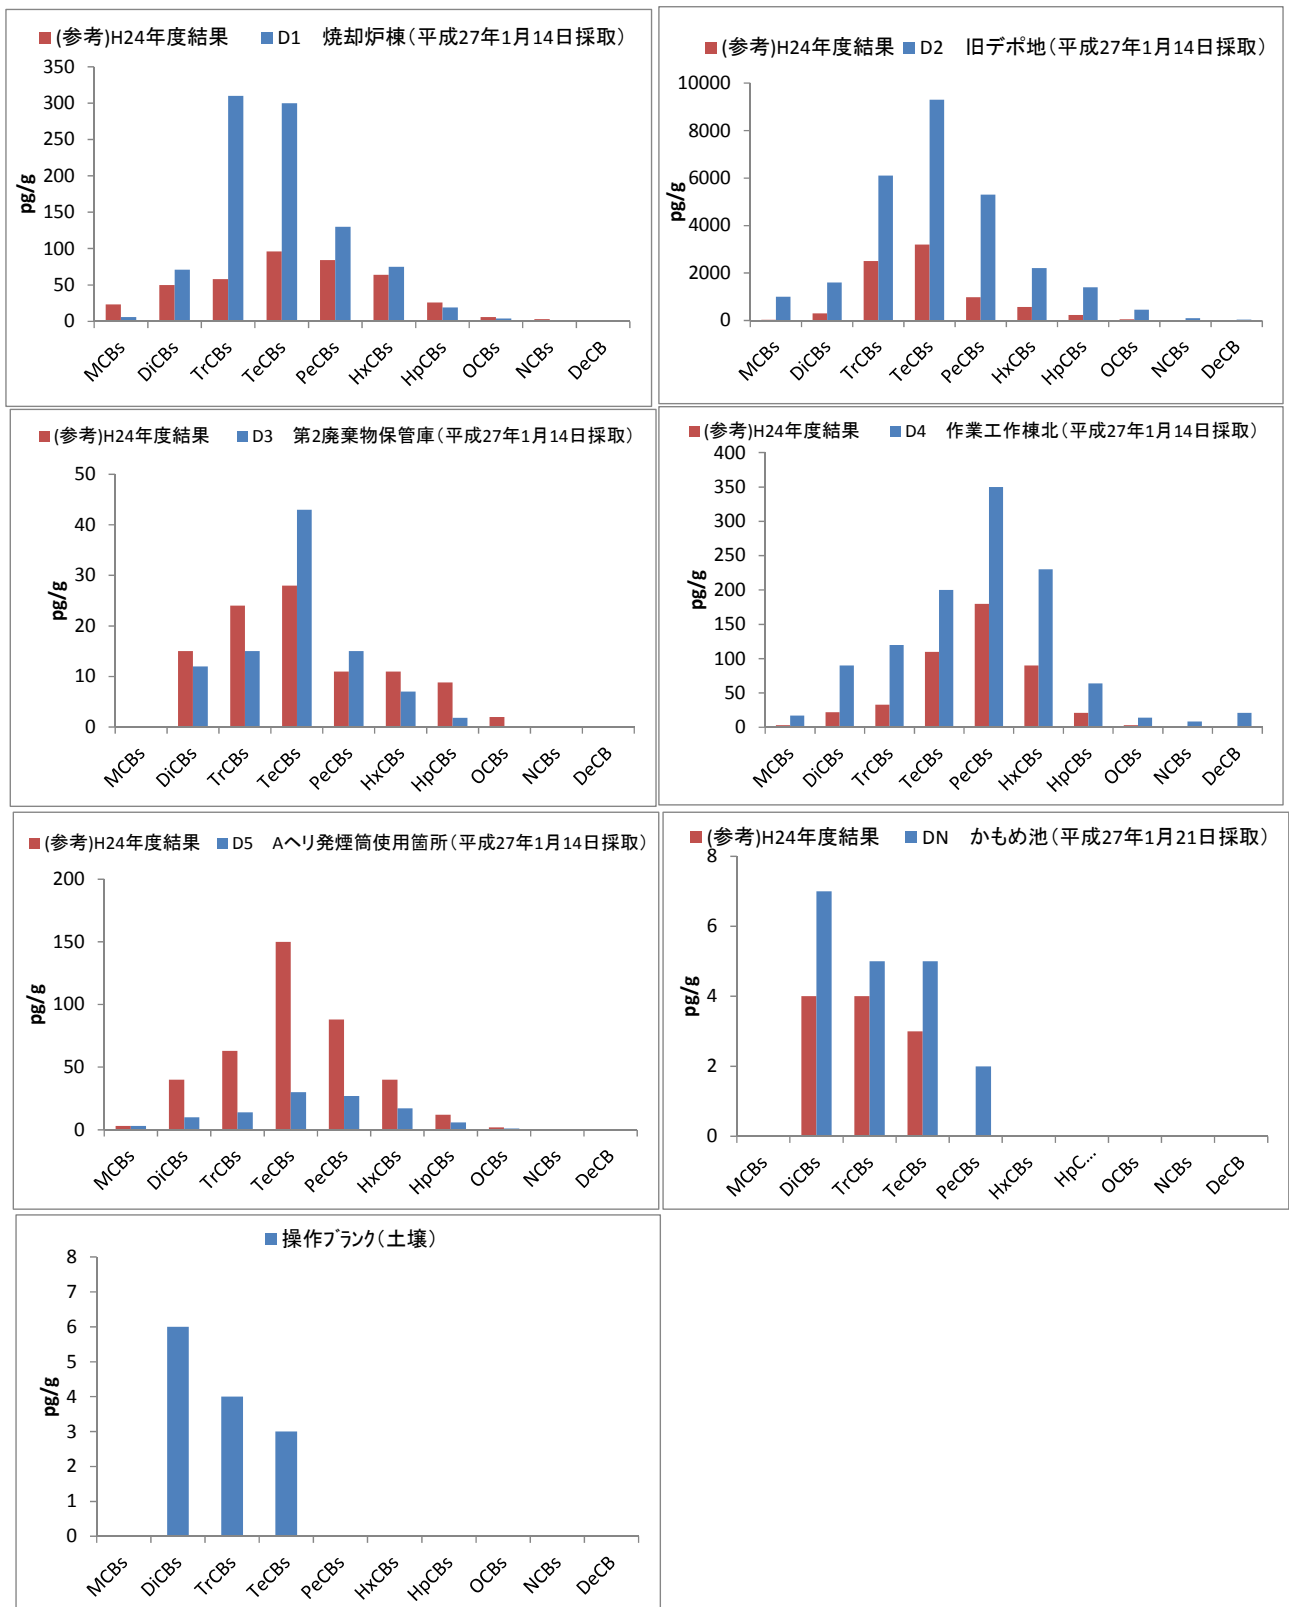 (参考)H24年度結果 D1 焼却炉棟(平成27年1月14日採取)
350
300
250
200
150
100
50
0
pg/g
MCBs DiCBs TrCBs TeCBs PeCBs HxCBs HpCBs OCBs NCBs DeCB
(参考)H24年度結果 D2 旧デポ地(平成27年1月14日採取)
10000
8000
6000
4000
2000
0
pg/g
MCBs DiCBs TrCBs TeCBs PeCBs HxCBs HpCBs OCBs NCBs DeCB
(参考)H24年度結果 D3 第2廃棄物保管庫(平成27年1月14日採取)
50
40
30
20
10
0
pg/g
MCBs DiCBs TrCBs TeCBs PeCBs HxCBs HpCBs OCBs NCBs DeCB
(参考)H24年度結果 D4 作業工作棟北(平成27年1月14日採取)
400
350
300
250
200
150
100
50
0
pg/g
MCBs DiCBs TrCBs TeCBs PeCBs HxCBs HpCBs OCBs NCBs DeCB
(参考)H24年度結果 D5 Aヘリ発煙筒使用箇所(平成27年1月14日採取)
200
150
100
50
0
pg/g
MCBs DiCBs TrCBs TeCBs PeCBs HxCBs HpCBs OCBs NCBs DeCB
(参考)H24年度結果 DN かもめ池(平成27年1月21日採取)
8
6
4
2
0
pg/g
MCBs DiCBs TrCBs TeCBs PeCBs HxCBs HpC... OCBs NCBs DeCB
操作ブランク(土壌)
8
7
6
5
4
3
2
1
0
pg/g
MCBs DiCBs TrCBs TeCBs PeCBs HxCBs HpCBs OCBs NCBs DeCB